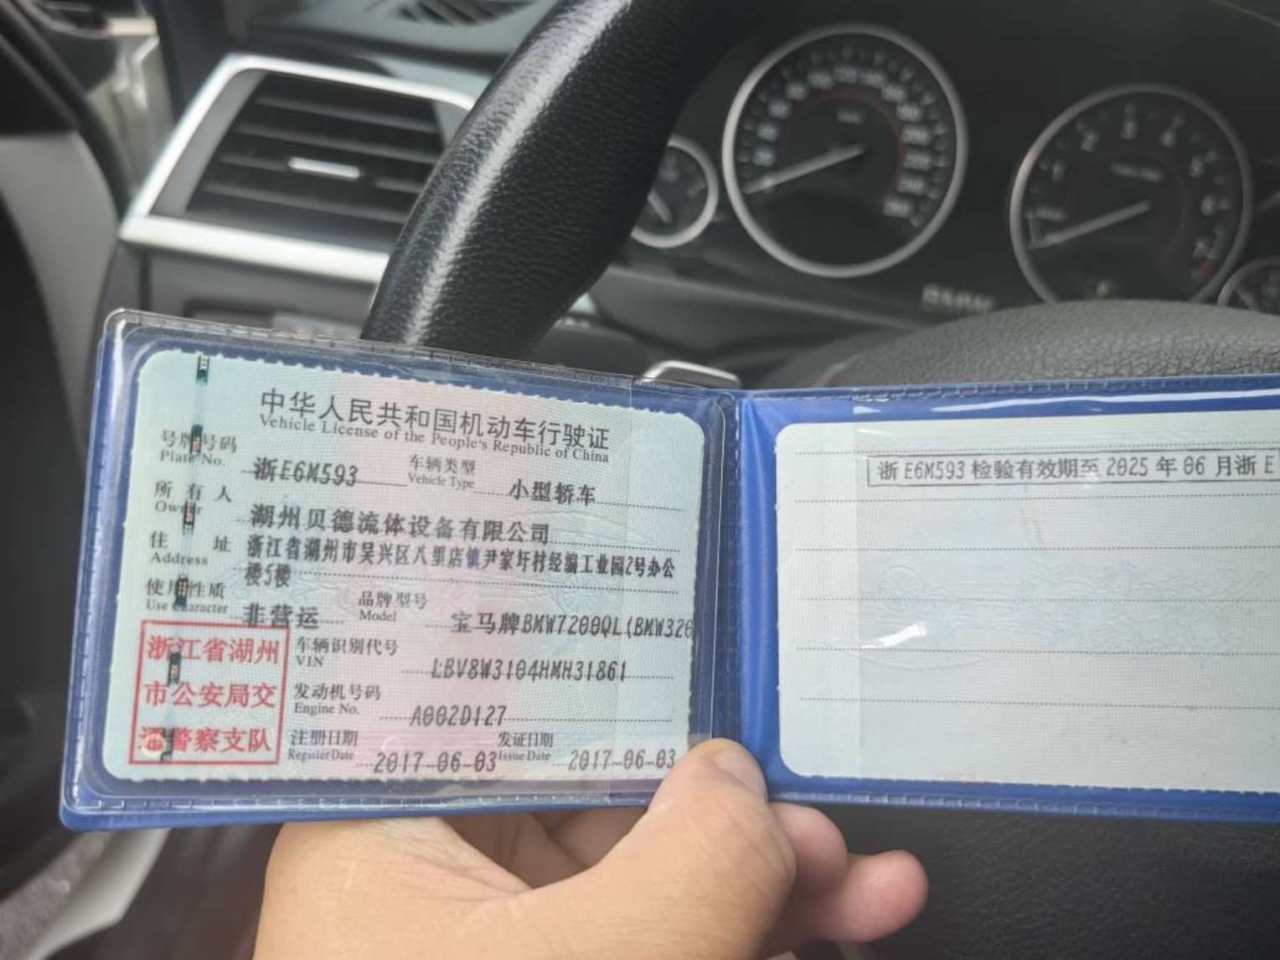 中华人民共和国机动车行驶证
Vehicle License of the People's Republic of China
号牌号码 浙E6M593 车辆类型 小型轿车
Plate No. Vehicle Type
所有人 湖州贝德流体设备有限公司
Owner
住址 浙江省湖州市吴兴区八里店镇尹家圩村经编工业园2号办公
Address 楼5楼
使用性质 非营运 品牌型号 宝马牌BMW7200QL(BMW320
Use Character Model
浙江省湖州
市公安局交
通警察支队
车辆识别代号 LBV8W3104HMH31861
VIN
发动机号码 A002D127
Engine No.
注册日期 2017-06-03 发证日期 2017-06-03
Register Date Issue Date
浙E6M593 检验有效期至 2025 年 06 月浙E
BMW
1 2 3 4 5 6 7